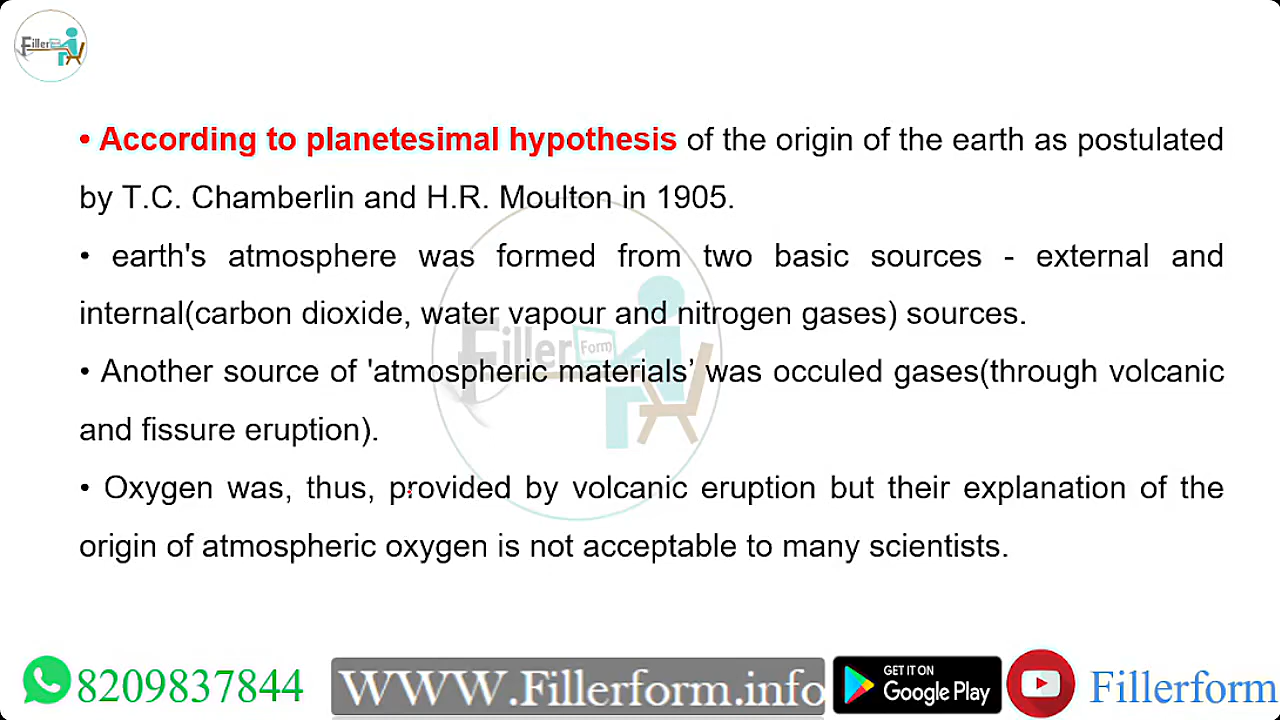 Filler
• According to planetesimal hypothesis of the origin of the earth as postulated
by T.C. Chamberlin and H.R. Moulton in 1905.
• earth's atmosphere was formed from two basic sources - external and
internal(carbon dioxide, water vapour and nitrogen gases) sources.
• Another source of 'atmospheric materials’ was occuled gases(through volcanic
and fissure eruption).
Filler Form
• Oxygen was, thus, provided by volcanic eruption but their explanation of the
origin of atmospheric oxygen is not acceptable to many scientists.
8209837844
WWW.Fillerform.info
GET IT ON
Google Play
Fillerform